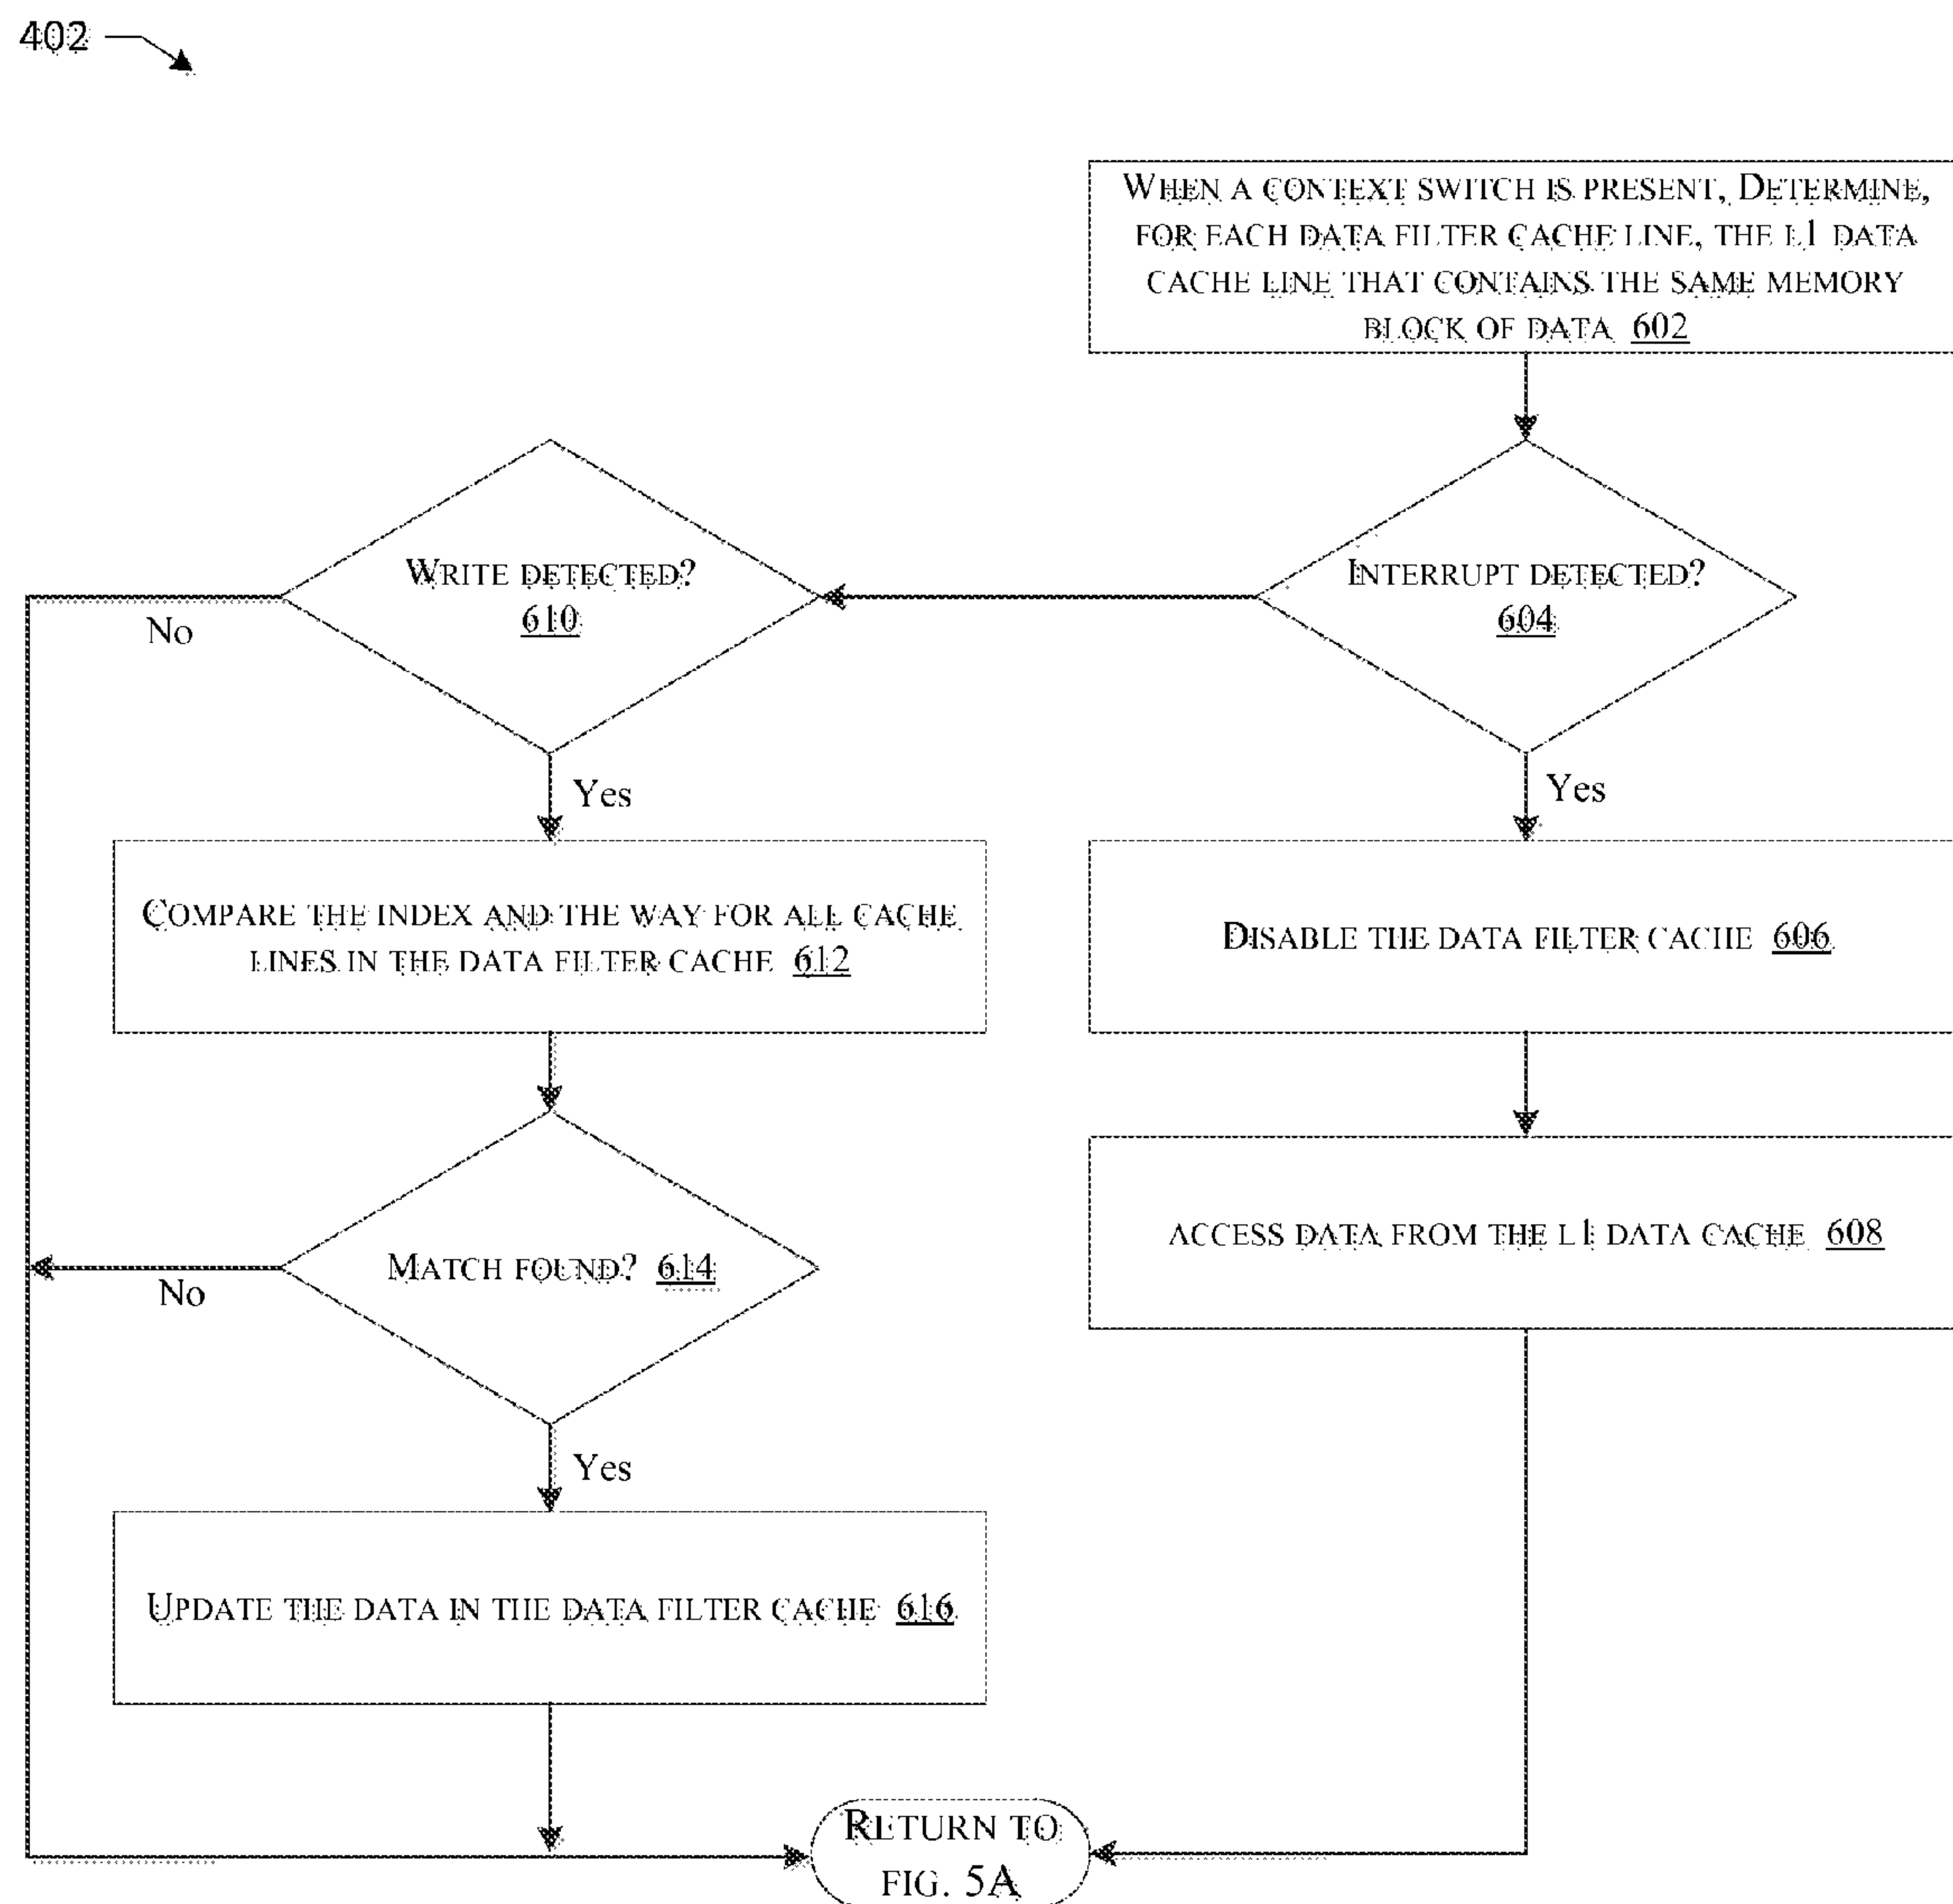 402
WHEN A CONTEXT SWITCH IS PRESENT, DETERMINE,
FOR EACH DATA FILTER CACHE LINE, THE L1 DATA
CACHE LINE THAT CONTAINS THE SAME MEMORY
BLOCK OF DATA 602
INTERRUPT DETECTED?
604
Yes
DISABLE THE DATA FILTER CACHE 606
ACCESS DATA FROM THE L1 DATA CACHE 608
WRITE DETECTED?
610
No
Yes
COMPARE THE INDEX AND THE WAY FOR ALL CACHE
LINES IN THE DATA FILTER CACHE 612
MATCH FOUND? 614
No
Yes
UPDATE THE DATA IN THE DATA FILTER CACHE 616
RETURN TO
FIG. 5A